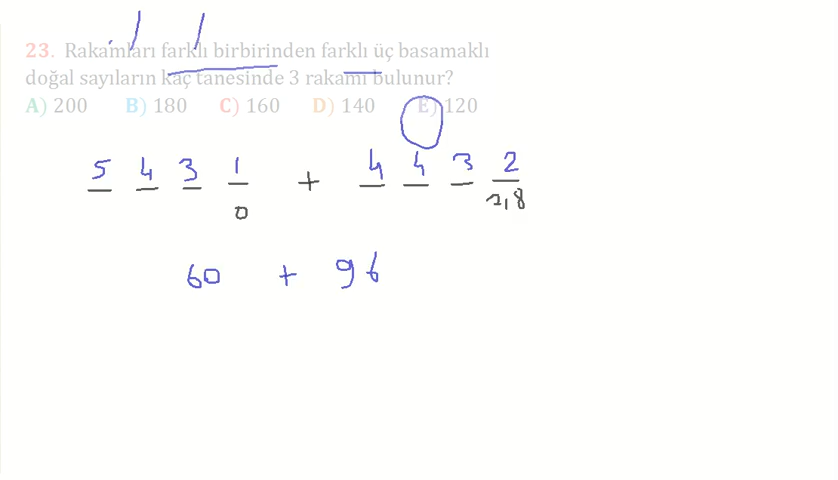 23. Rakamları farklı birbirinden farklı üç basamaklı
doğal sayıların kaç tanesinde 3 rakamı bulunur?
A) 200 B) 180 C) 160 D) 140 E) 120
5 4 3 1 + 4 4 3 2
0 2,8
60 + 96